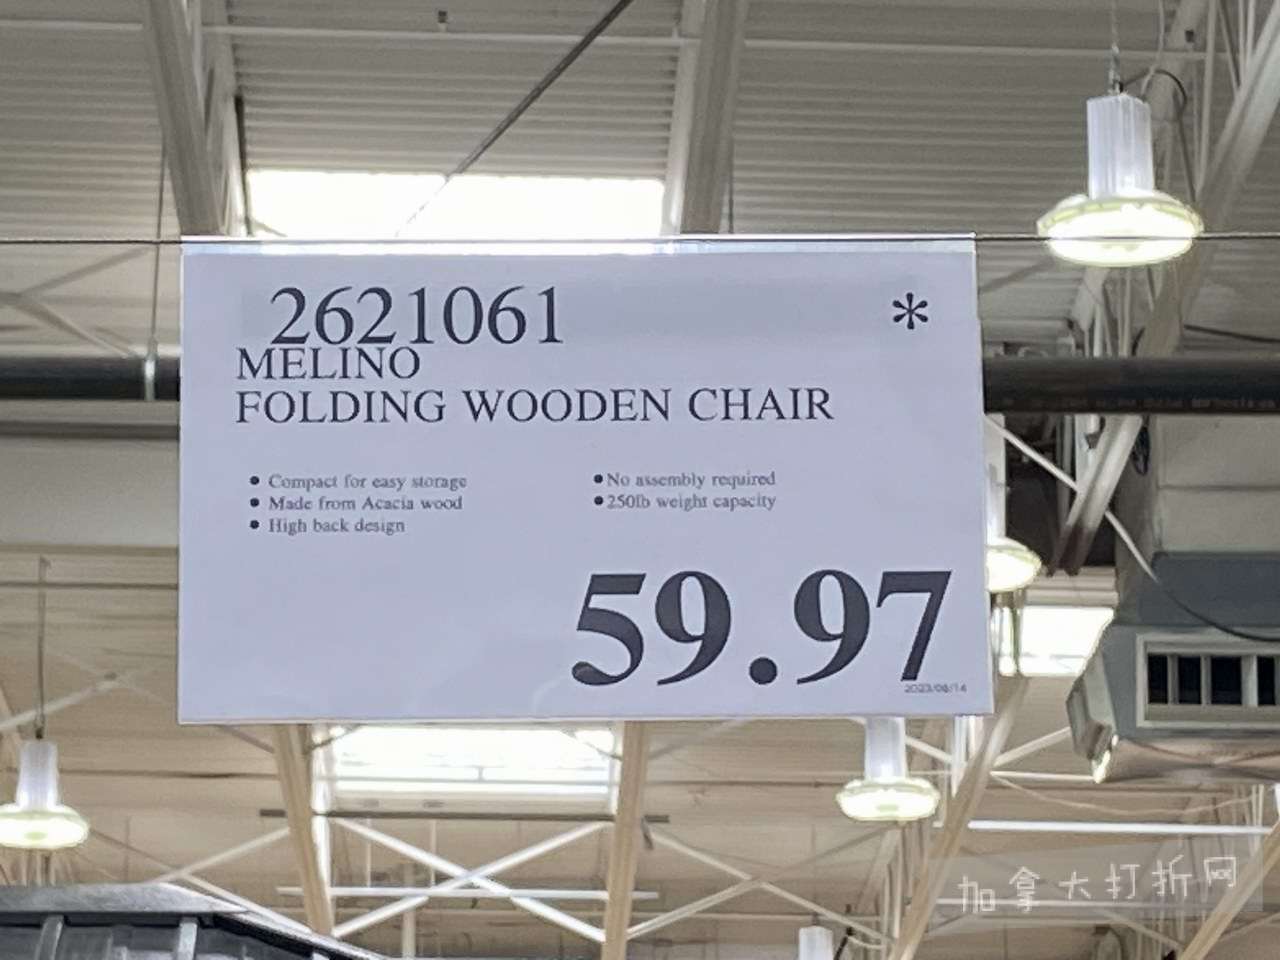 2621061
*
MELINO
FOLDING WOODEN CHAIR
• Compact for easy storage
• Made from Acacia wood
• High back design
• No assembly required
• 250lb weight capacity
59.97
2023/06/14
加拿大打折网